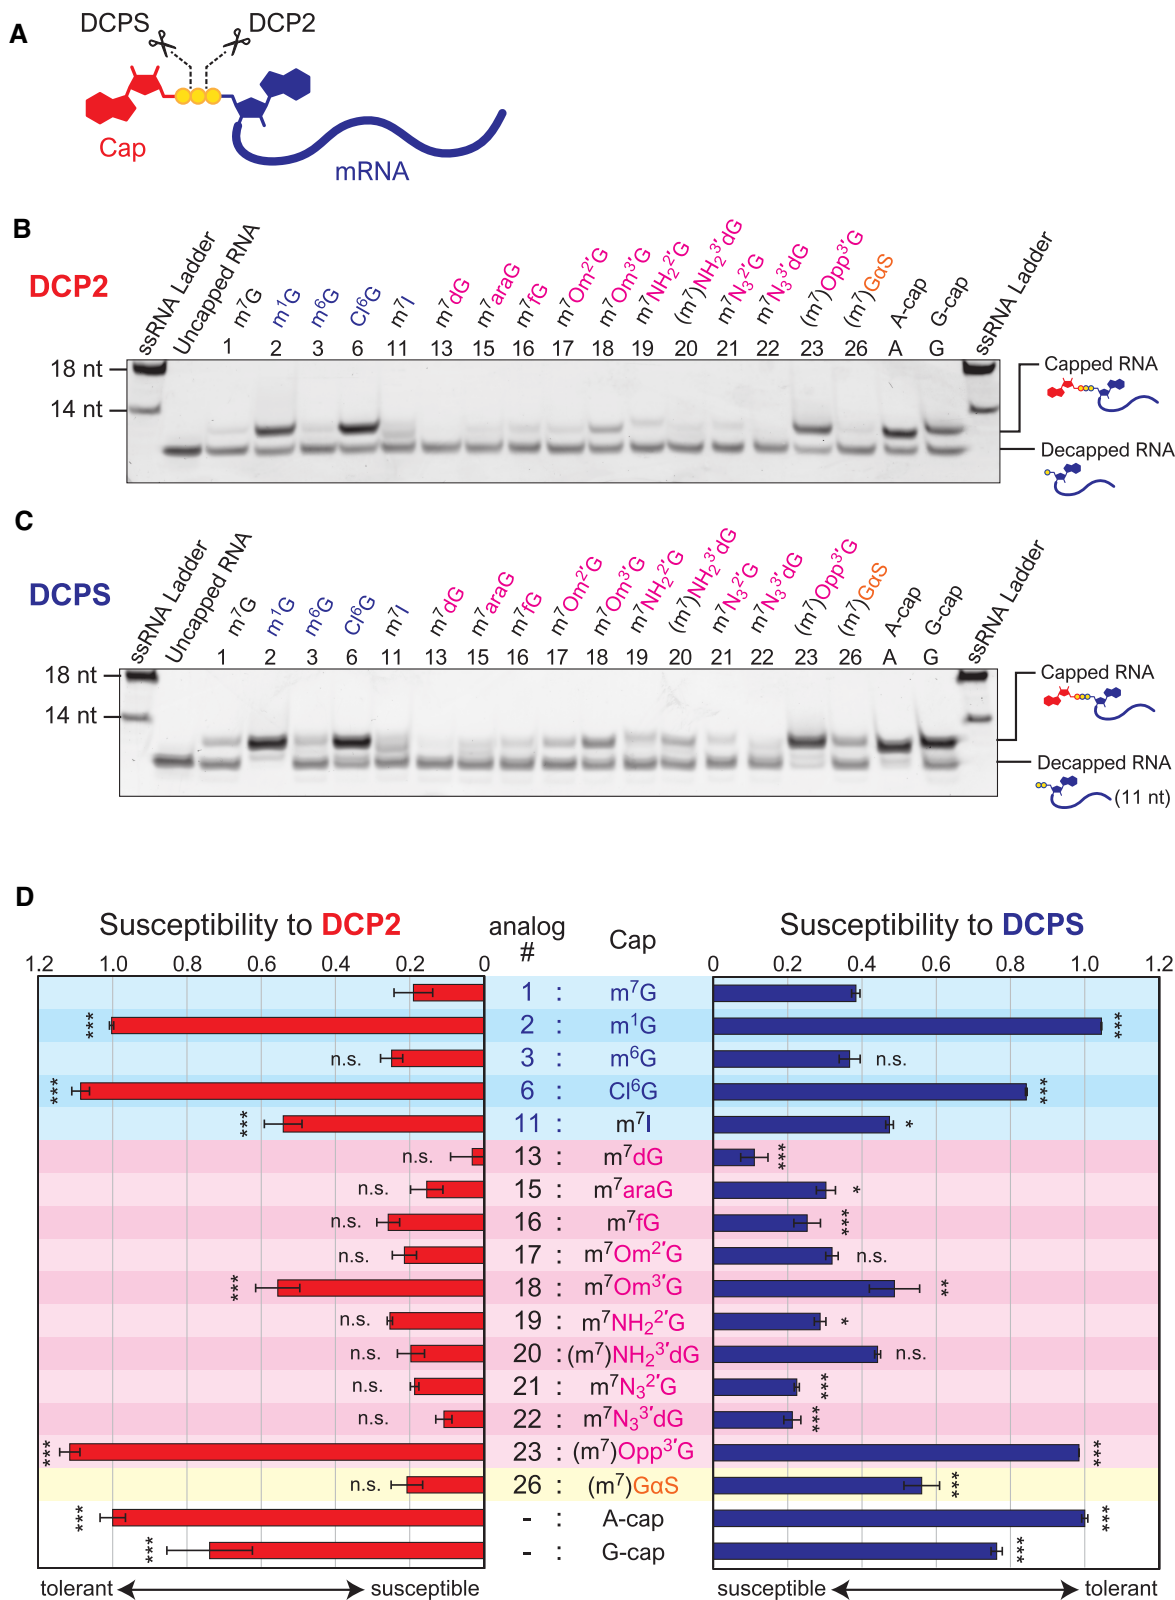 A
DCPS DCP2
Cap
mRNA
B
DCP2
ssRNA Ladder
Uncapped RNA
m⁷G
m¹G
m⁶G
Cl⁶G
m⁷I
m⁷dG
m⁷araG
m⁷fG
m⁷Om²′G
m⁷Om³′G
m⁷NH₂²′G
(m⁷)NH₂³′dG
m⁷N₃²′G
m⁷N₃³′dG
(m⁷)Opp³′G
(m⁷)GαS
A-cap
G-cap
ssRNA Ladder
1 2 3 6 11 13 15 16 17 18 19 20 21 22 23 26 A G
18 nt
14 nt
Capped RNA
Decapped RNA
C
DCPS
ssRNA Ladder
Uncapped RNA
m⁷G
m¹G
m⁶G
Cl⁶G
m⁷I
m⁷dG
m⁷araG
m⁷fG
m⁷Om²′G
m⁷Om³′G
m⁷NH₂²′G
(m⁷)NH₂³′dG
m⁷N₃²′G
m⁷N₃³′dG
(m⁷)Opp³′G
(m⁷)GαS
A-cap
G-cap
ssRNA Ladder
1 2 3 6 11 13 15 16 17 18 19 20 21 22 23 26 A G
18 nt
14 nt
Capped RNA
Decapped RNA
(11 nt)
D
Susceptibility to DCP2 analog # Cap Susceptibility to DCPS
1.2 1.0 0.8 0.6 0.4 0.2 0 0 0.2 0.4 0.6 0.8 1.0 1.2
1 : m⁷G
*** 2 : m¹G ***
n.s. 3 : m⁶G n.s.
*** 6 : Cl⁶G ***
*** 11 : m⁷I *
n.s. 13 : m⁷dG ***
n.s. 15 : m⁷araG *
n.s. 16 : m⁷fG ***
n.s. 17 : m⁷Om²′G n.s.
*** 18 : m⁷Om³′G **
n.s. 19 : m⁷NH₂²′G *
n.s. 20 : (m⁷)NH₂³′dG n.s.
n.s. 21 : m⁷N₃²′G ***
n.s. 22 : m⁷N₃³′dG ***
*** 23 : (m⁷)Opp³′G ***
n.s. 26 : (m⁷)GαS ***
*** - : A-cap ***
*** - : G-cap ***
tolerant susceptible susceptible tolerant